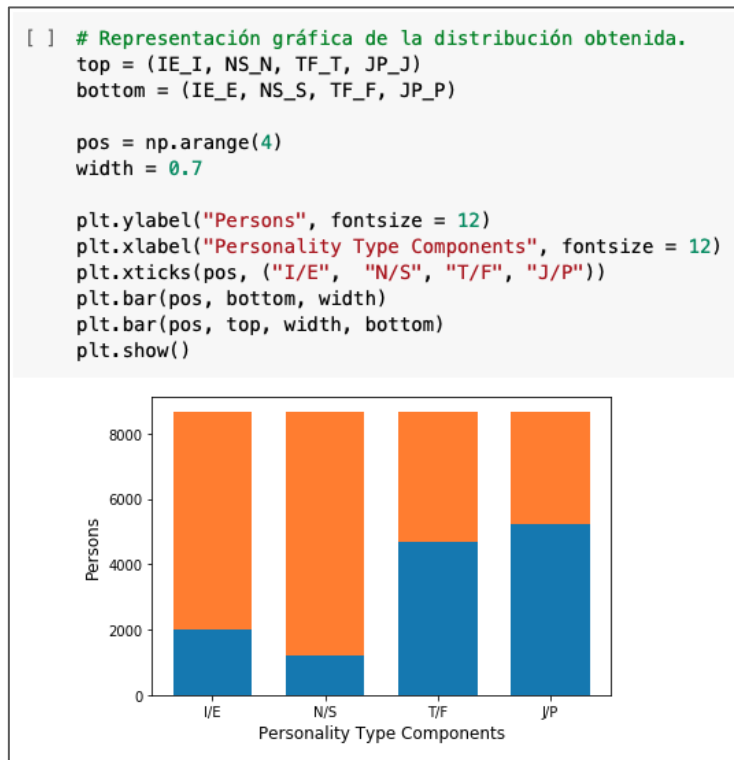 [ ] # Representación gráfica de la distribución obtenida.
top = (IE_I, NS_N, TF_T, JP_J)
bottom = (IE_E, NS_S, TF_F, JP_P)
pos = np.arange(4)
width = 0.7
plt.ylabel("Persons", fontsize = 12)
plt.xlabel("Personality Type Components", fontsize = 12)
plt.xticks(pos, ("I/E",  "N/S", "T/F", "J/P"))
plt.bar(pos, bottom, width)
plt.bar(pos, top, width, bottom)
plt.show()
8000
6000
4000
2000
0
Persons
I/E N/S T/F J/P
Personality Type Components